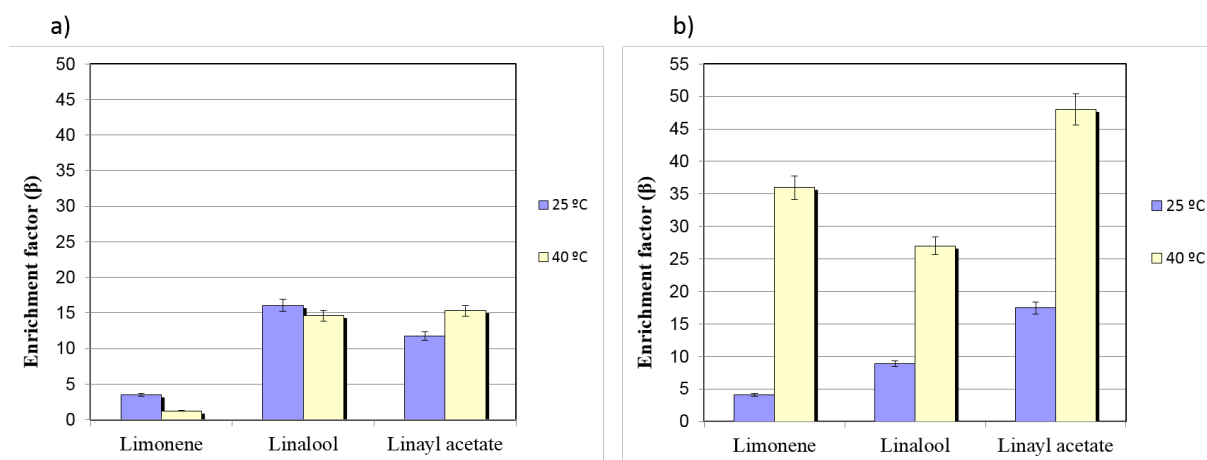 a)
Enrichment factor (β)
50
45
40
35
30
25
20
15
10
5
0
Limonene
Linalool
Linayl acetate
25 ºC
40 ºC
b)
Enrichment factor (β)
55
50
45
40
35
30
25
20
15
10
5
0
Limonene
Linalool
Linayl acetate
25 ºC
40 ºC